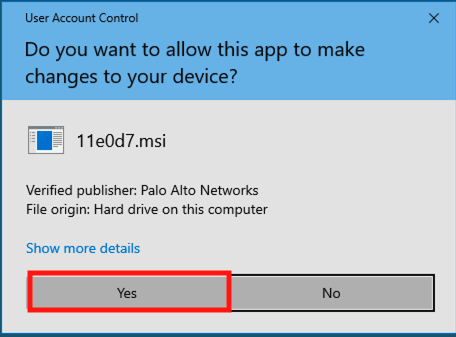 User Account Control
Do you want to allow this app to make
changes to your device?
11e0d7.msi
Verified publisher: Palo Alto Networks
File origin: Hard drive on this computer
Show more details
Yes
No